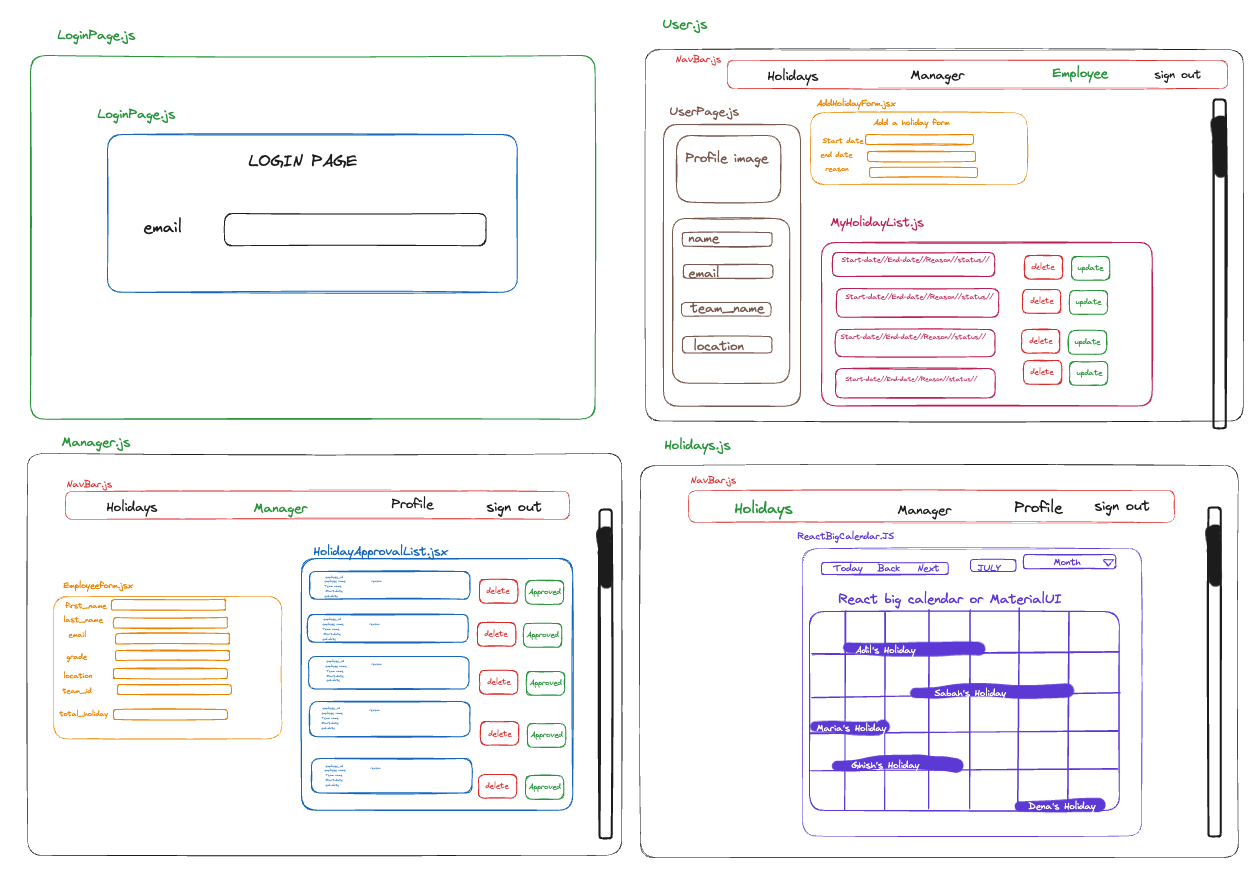 LoginPage.js
LoginPage.js
LOGIN PAGE
email
User.js
NavBar.js
Holidays Manager Employee sign out
UserPage.js
Profile image
name
email
team_name
location
AddHolidayForm.jsx
Add a holiday form
Start date
end date
reason
MyHolidayList.js
Start-date//End-date//Reason//status// delete update
Start-date//End-date//Reason//status// delete update
Start-date//End-date//Reason//status// delete update
Start-date//End-date//Reason//status// delete update
Manager.js
NavBar.js
Holidays Manager Profile sign out
EmployeeForm.jsx
first_name
last_name
email
grade
location
team_id
total_holiday
HolidayApprovalList.jsx
delete Approved
delete Approved
delete Approved
delete Approved
delete Approved
Holidays.js
NavBar.js
Holidays Manager Profile sign out
ReactBigCalendar.JS
Today Back Next JULY Month
React big calendar or MaterialUI
Adil's Holiday
Sabah's Holiday
Maria's Holiday
Ghish's Holiday
Dena's Holiday